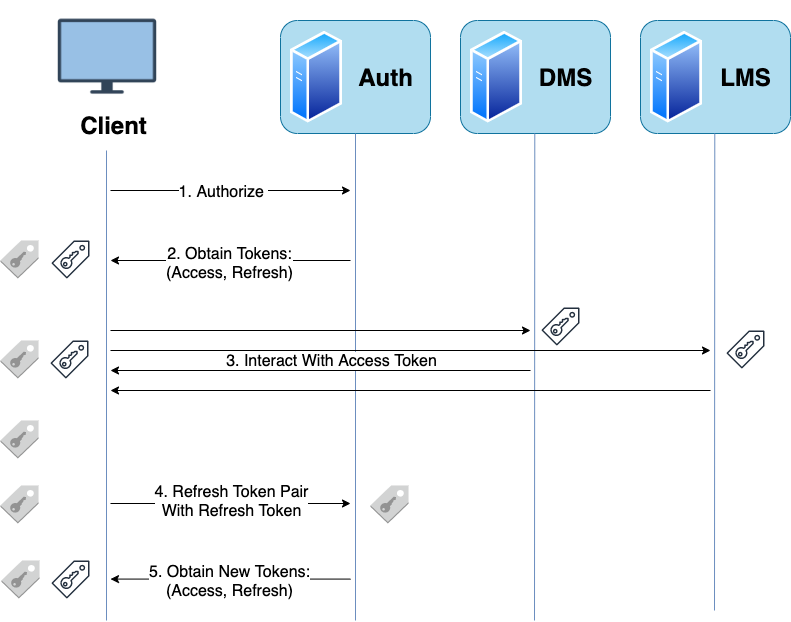 Auth
DMS
LMS
Client
1. Authorize
2. Obtain Tokens:
(Access, Refresh)
3. Interact With Access Token
4. Refresh Token Pair
With Refresh Token
5. Obtain New Tokens:
(Access, Refresh)